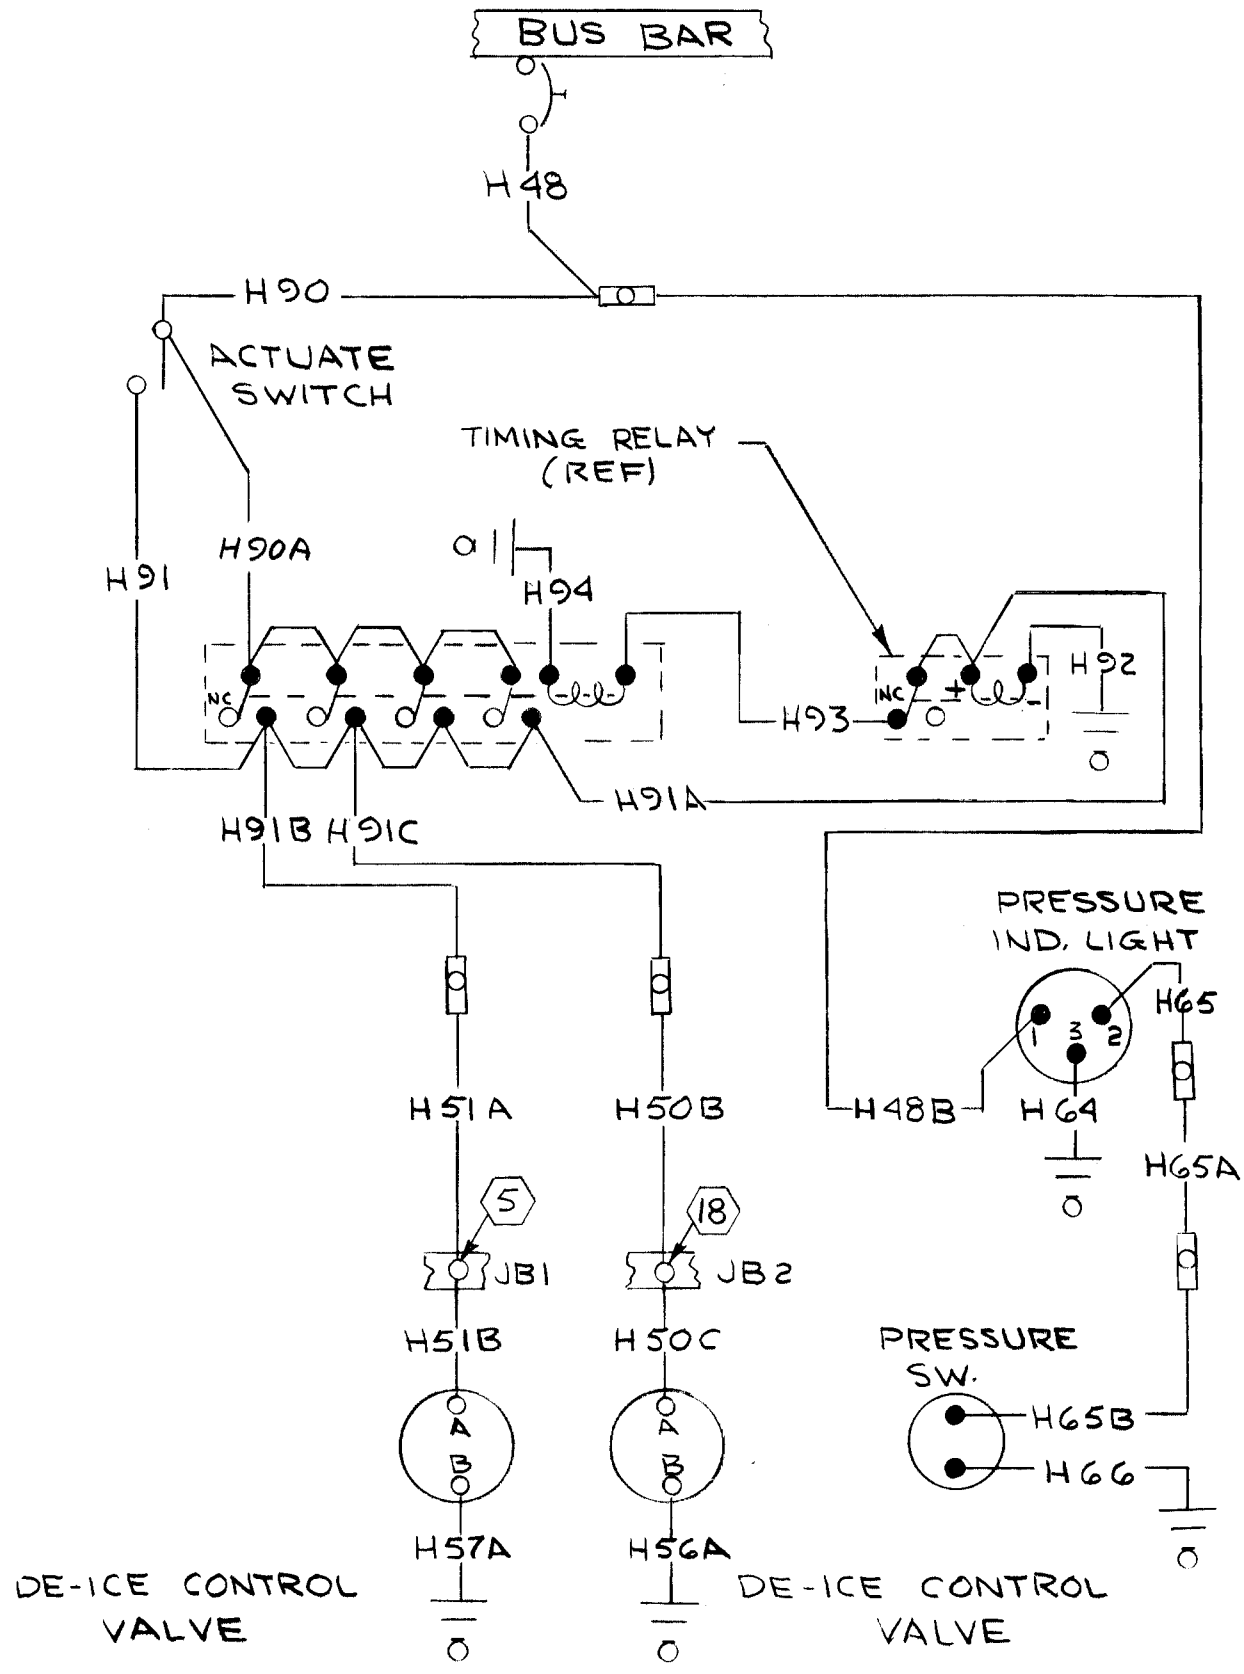 BUS BAR
H48
H90
ACTUATE
SWITCH
TIMING RELAY
(REF)
H90A
H91
H94
NC
H92
NC
+
-
H93
H91A
H91B
H91C
PRESSURE
IND. LIGHT
H65
1
3
2
H51A
H50B
H48B
H64
H65A
5
18
JB1
JB2
H51B
H50C
PRESSURE
SW.
A
B
A
B
H65B
H66
H57A
H56A
DE-ICE CONTROL
VALVE
DE-ICE CONTROL
VALVE